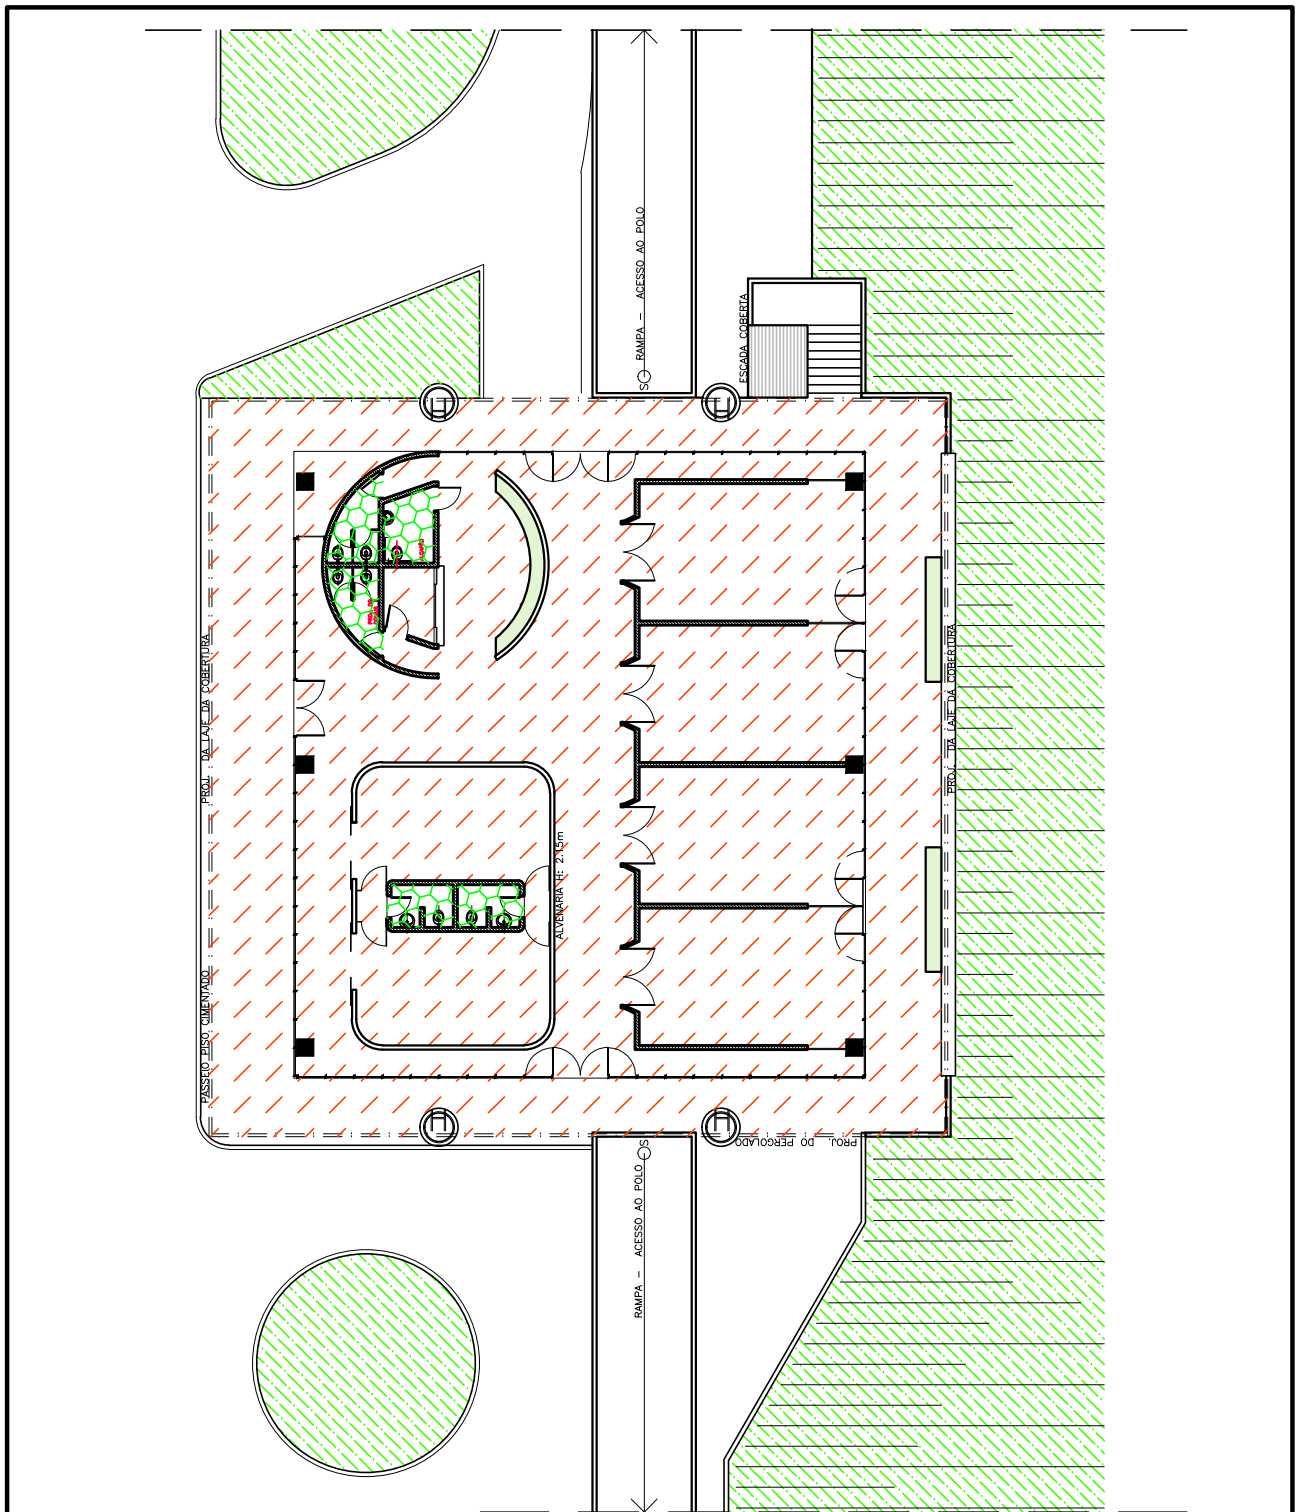 RAMPA – ACESSO AO POLO
S
ESCADA COBERTA
PROJ. DA LAJE DA COBERTURA
PROJ. DA LAJE DA COBERTURA
ALVENARIA H: 2.15m
PASSEIO PISO CIMENTADO
PROJ. DO PERGOLADO
S
RAMPA – ACESSO AO POLO